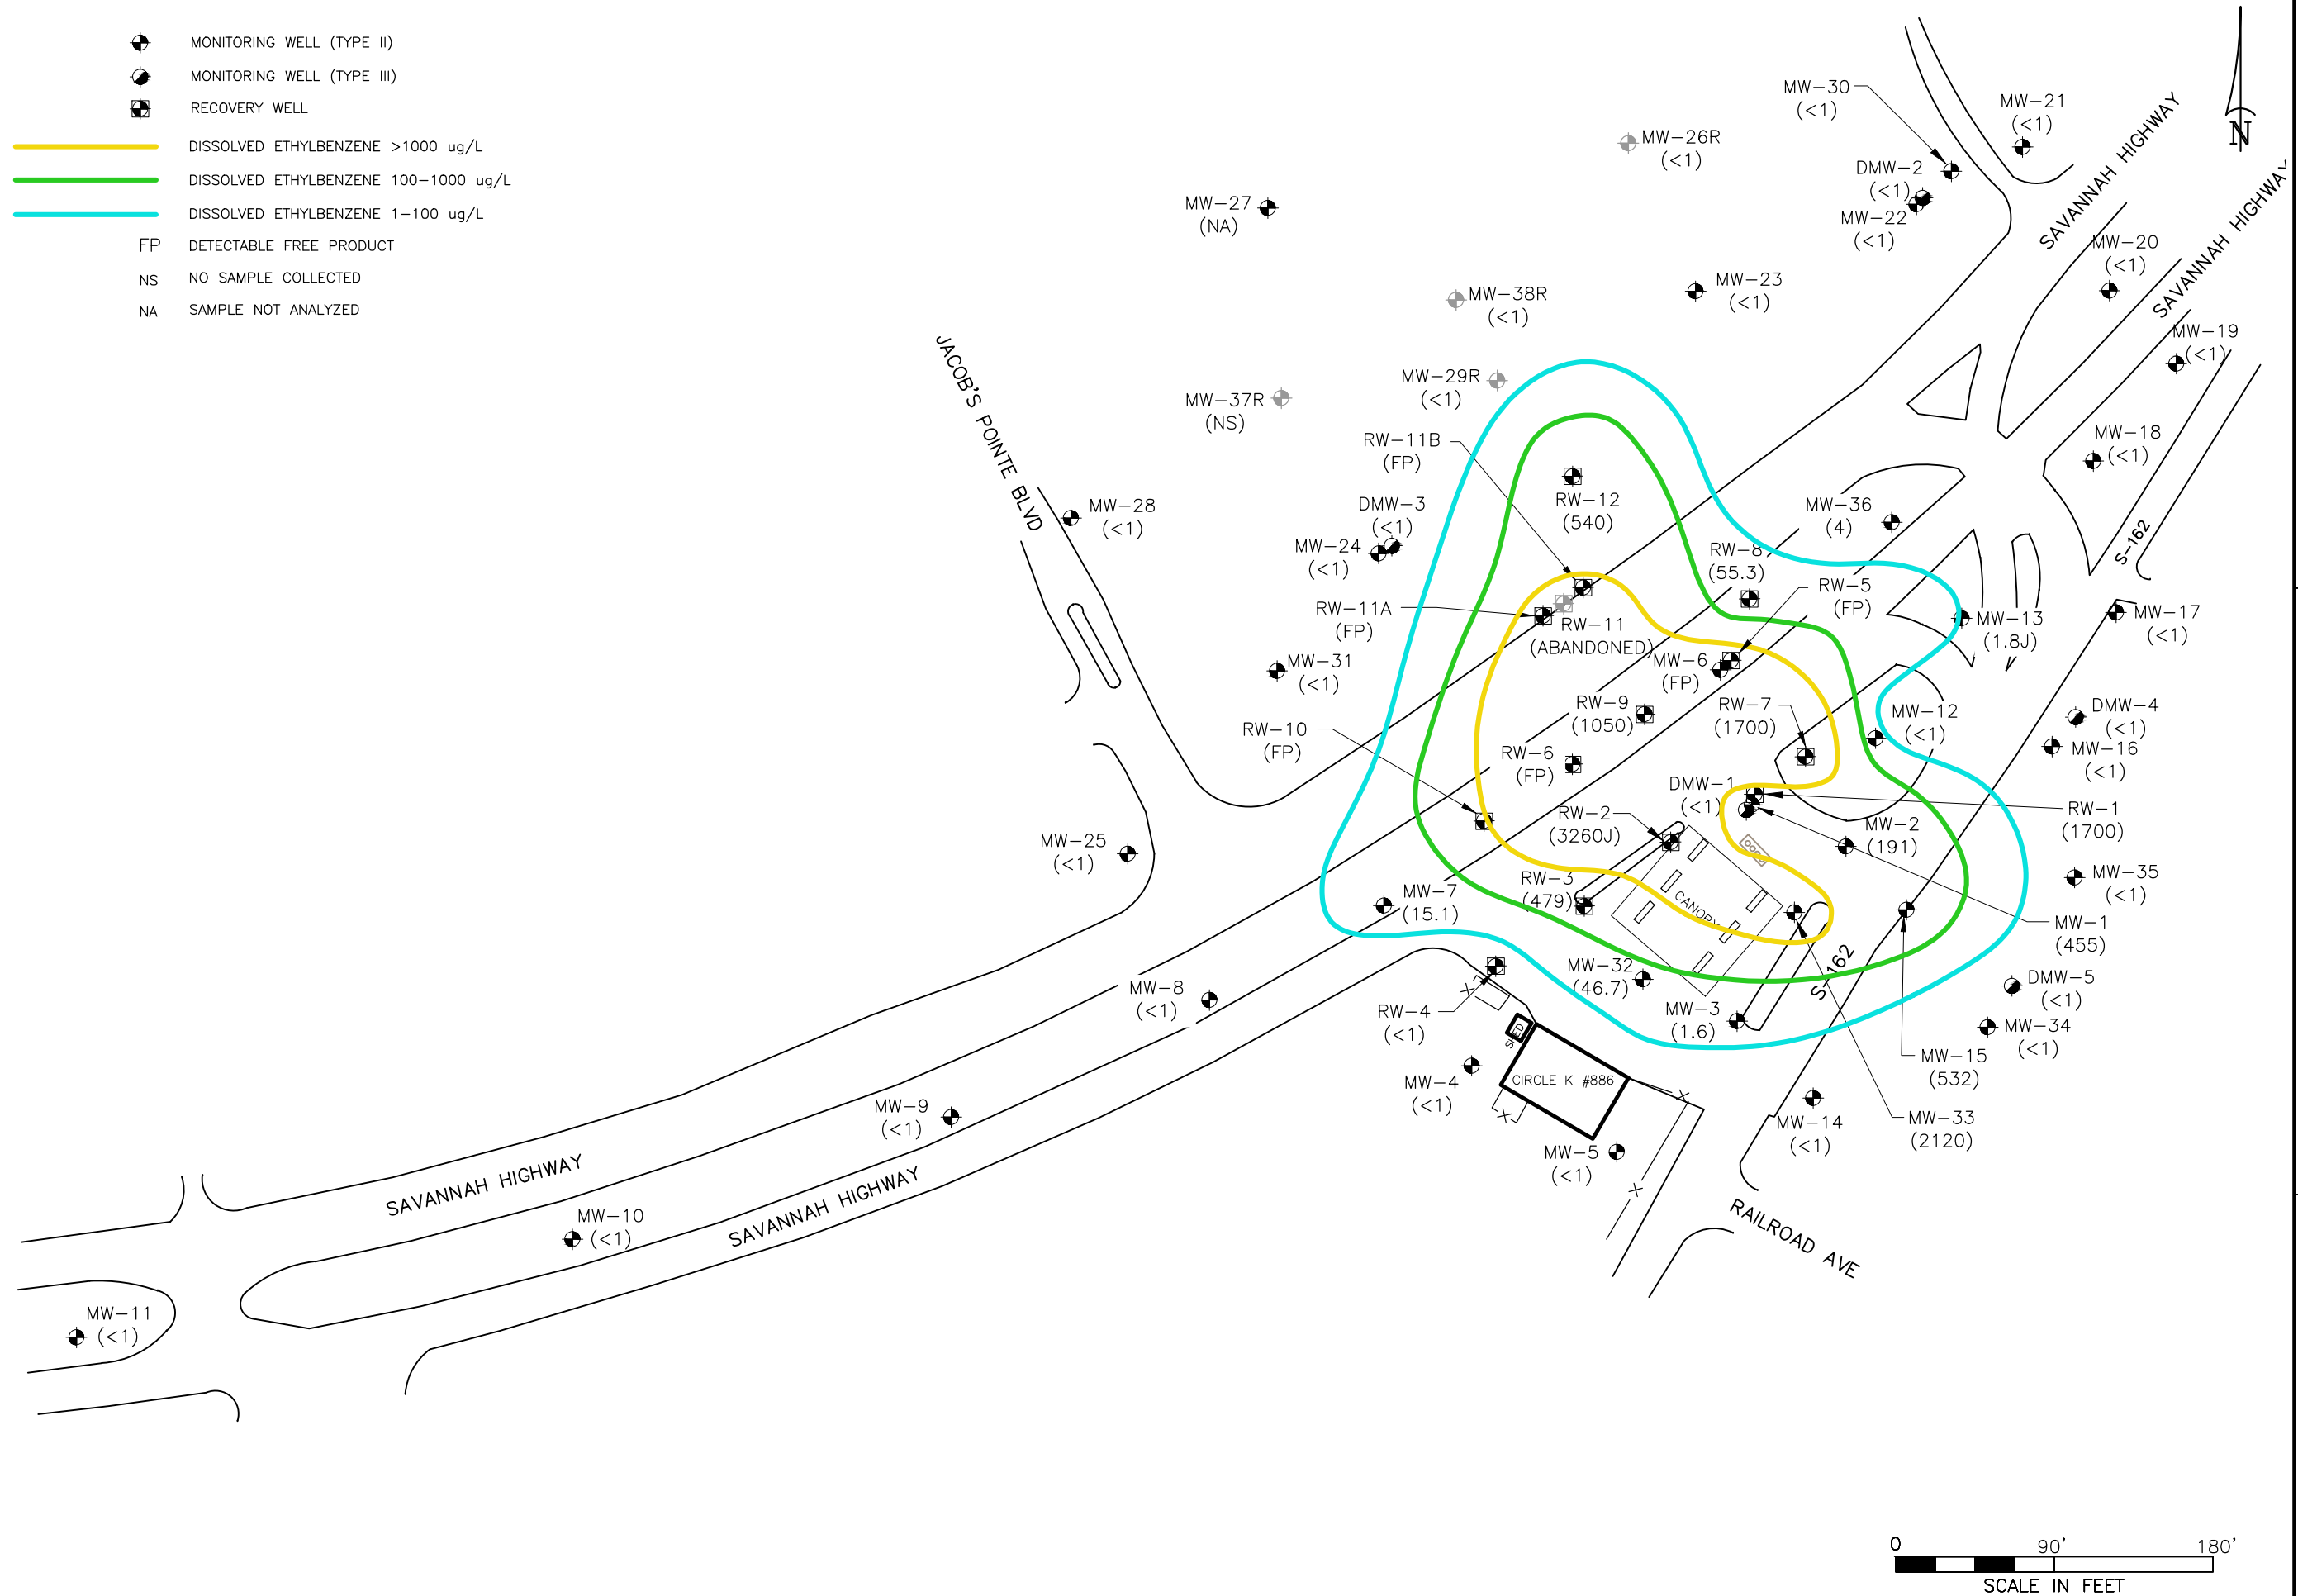 MONITORING WELL (TYPE II)
MONITORING WELL (TYPE III)
RECOVERY WELL
DISSOLVED ETHYLBENZENE >1000 ug/L
DISSOLVED ETHYLBENZENE 100-1000 ug/L
DISSOLVED ETHYLBENZENE 1-100 ug/L
FP DETECTABLE FREE PRODUCT
NS NO SAMPLE COLLECTED
NA SAMPLE NOT ANALYZED
N
MW-30
(<1)
MW-21
(<1)
SAVANNAH HIGHWAY
SAVANNAH HIGHWAY
MW-26R
(<1)
DMW-2
(<1)
MW-22
(<1)
MW-27
(NA)
MW-20
(<1)
MW-23
(<1)
MW-38R
(<1)
MW-19
(<1)
JACOB'S POINTE BLVD
MW-29R
(<1)
MW-37R
(NS)
RW-11B
(FP)
MW-18
(<1)
RW-12
(540)
DMW-3
(<1)
MW-28
(<1)
MW-36
(4)
MW-24
(<1)
S-162
RW-8
(55.3)
RW-5
(FP)
RW-11A
(FP)
RW-11
(ABANDONED)
MW-13
(1.8J)
MW-17
(<1)
MW-31
(<1)
MW-6
(FP)
RW-9
(1050)
RW-7
(1700)
MW-12
(<1)
DMW-4
(<1)
RW-10
(FP)
RW-6
(FP)
MW-16
(<1)
DMW-1
(<1)
RW-2
(3260J)
RW-1
(1700)
MW-2
(191)
MW-25
(<1)
RW-3
(479)
CANOPY
MW-35
(<1)
MW-7
(15.1)
MW-1
(455)
MW-32
(46.7)
S-162
DMW-5
(<1)
MW-8
(<1)
RW-4
(<1)
MW-3
(1.6)
MW-34
(<1)
SHED
X
MW-15
(532)
CIRCLE K #886
MW-4
(<1)
X
X
MW-9
(<1)
MW-14
(<1)
MW-33
(2120)
MW-5
(<1)
X
SAVANNAH HIGHWAY
SAVANNAH HIGHWAY
RAILROAD AVE
MW-10
(<1)
MW-11
(<1)
0 90' 180'
SCALE IN FEET